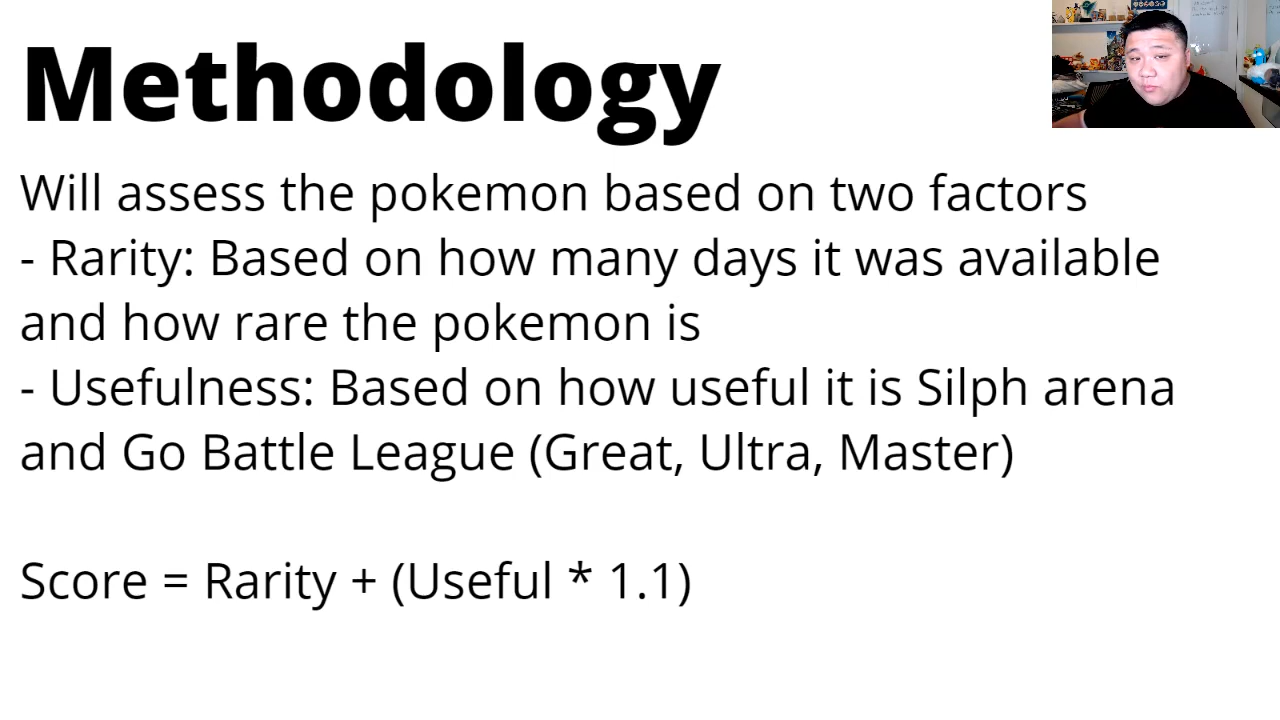 Methodology
Will assess the pokemon based on two factors
- Rarity: Based on how many days it was available
and how rare the pokemon is
- Usefulness: Based on how useful it is Silph arena
and Go Battle League (Great, Ultra, Master)
Score = Rarity + (Useful * 1.1)